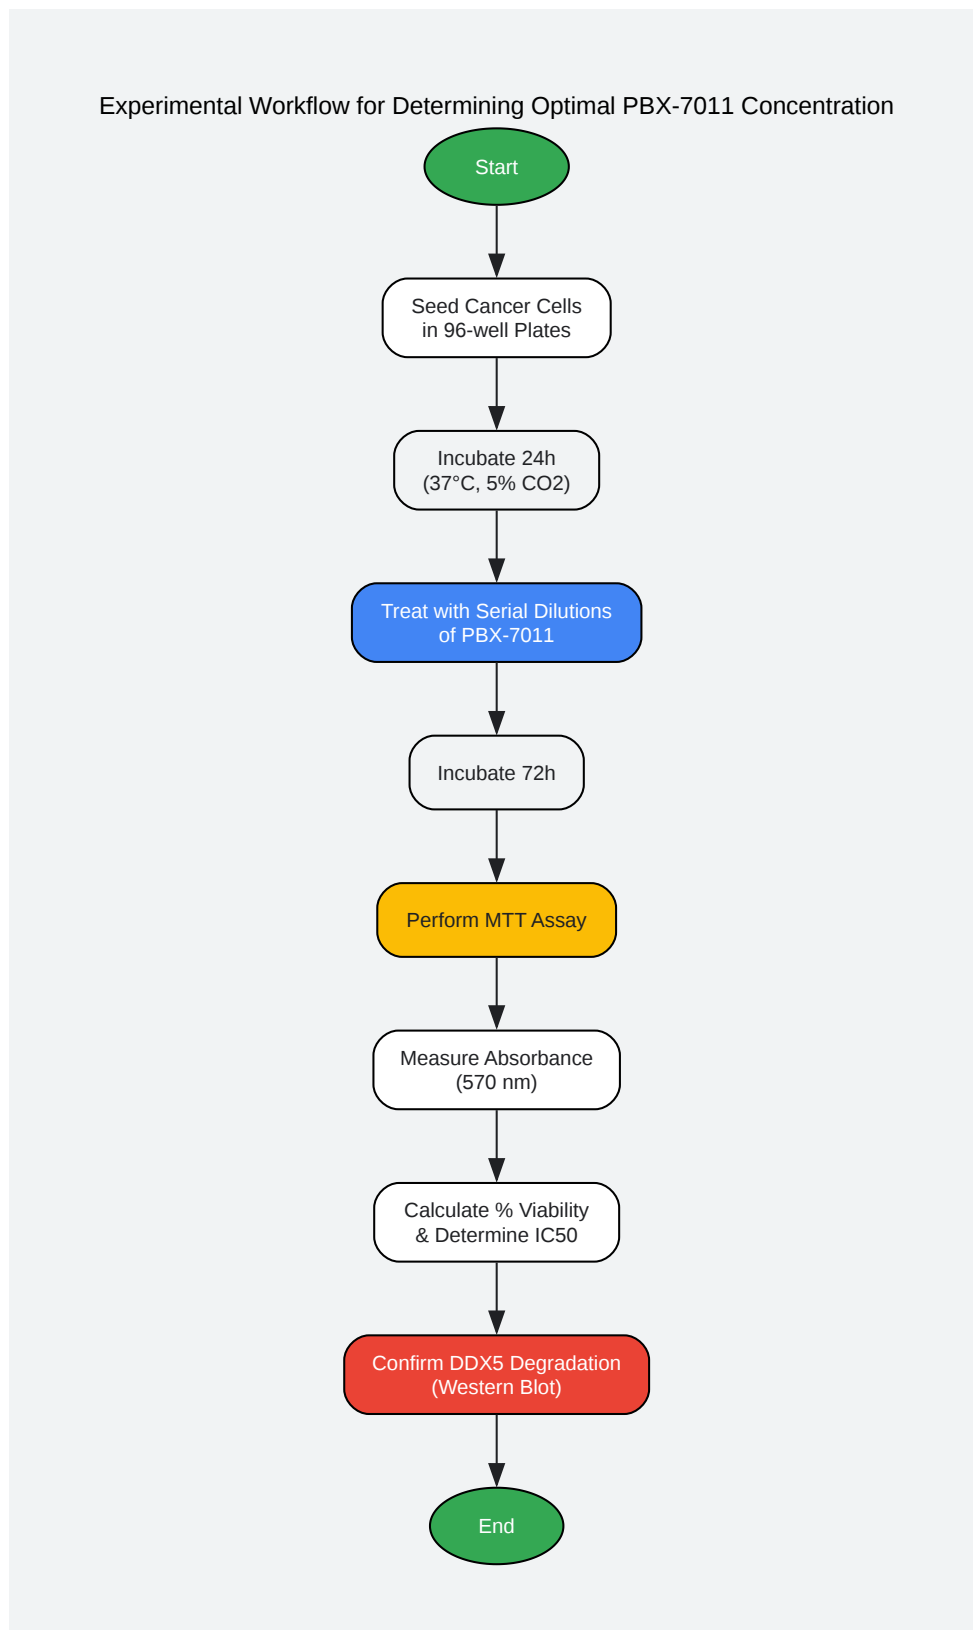 Experimental Workflow for Determining Optimal PBX-7011 Concentration
Start
Seed Cancer Cells
in 96-well Plates
Incubate 24h
(37°C, 5% CO2)
Treat with Serial Dilutions
of PBX-7011
Incubate 72h
Perform MTT Assay
Measure Absorbance
(570 nm)
Calculate % Viability
& Determine IC50
Confirm DDX5 Degradation
(Western Blot)
End